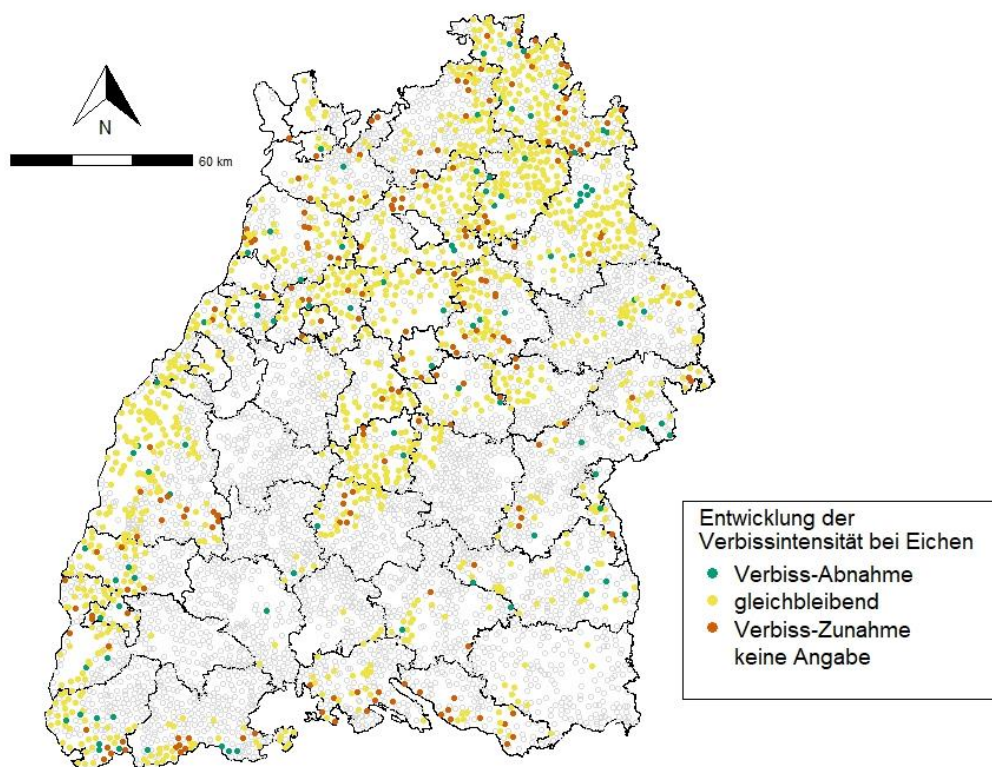 N
60 km
Entwicklung der
Verbissintensität bei Eichen
Verbiss-Abnahme
gleichbleibend
Verbiss-Zunahme
keine Angabe